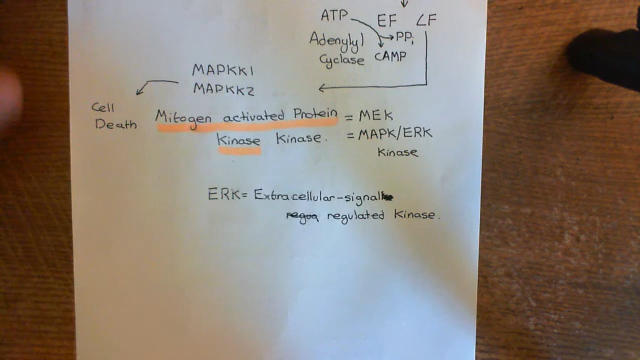 ATP EF LF
Adenylyl PPi
Cyclase cAMP
MAPKK1
MAPKK2
Cell
Death
Mitogen activated Protein = MEK
Kinase Kinase. = MAPK/ERK
Kinase
ERK = Extracellular-signal
regulated Kinase.